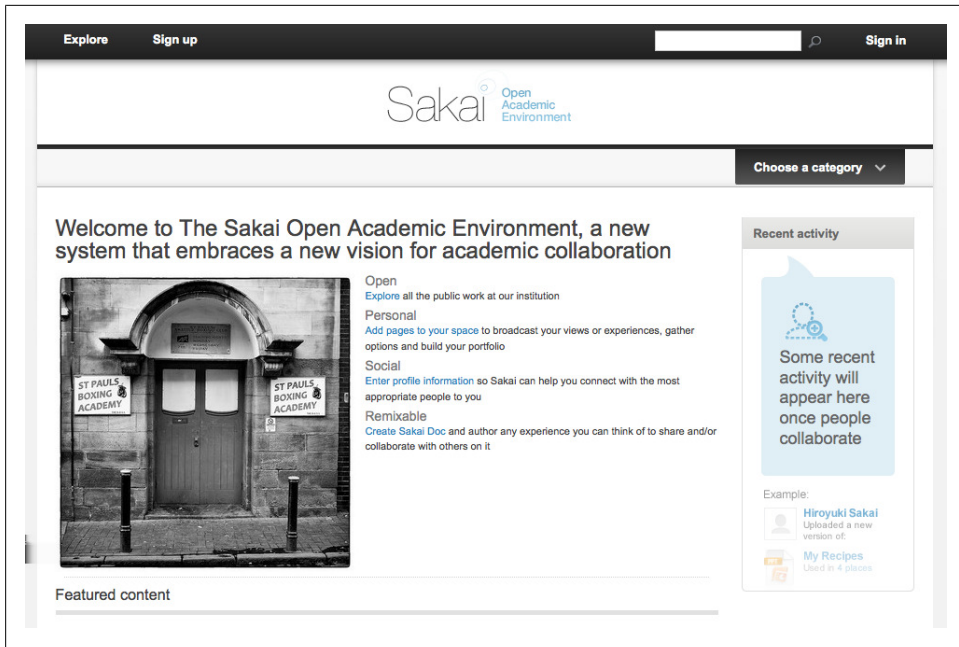 Explore Sign up Sign in
Sakai Open
Academic
Environment
Choose a category
Welcome to The Sakai Open Academic Environment, a new
system that embraces a new vision for academic collaboration
Open
Explore all the public work at our institution
Personal
Add pages to your space to broadcast your views or experiences, gather
options and build your portfolio
Social
Enter profile information so Sakai can help you connect with the most
appropriate people to you
Remixable
Create Sakai Doc and author any experience you can think of to share and/or
collaborate with others on it
ST PAULS
BOXING
ACADEMY
ST PAULS
BOXING
ACADEMY
Featured content
Recent activity
Some recent
activity will
appear here
once people
collaborate
Example:
Hiroyuki Sakai
Uploaded a new
version of:
My Recipes
Used in 4 places